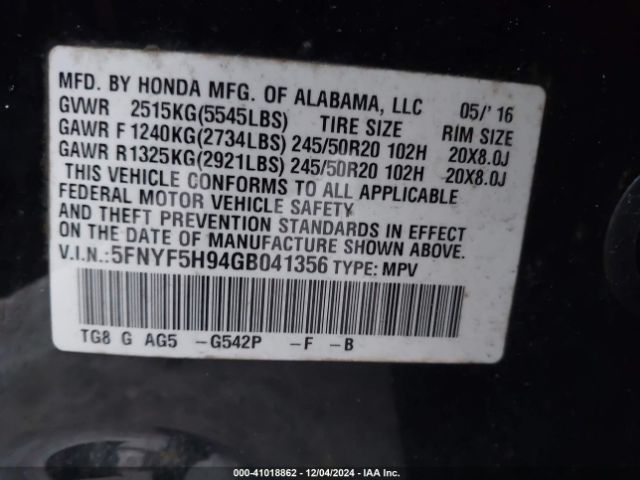 MFD. BY HONDA MFG. OF ALABAMA, LLC 05/' 16
GVWR 2515KG(5545LBS) TIRE SIZE RIM SIZE
GAWR F 1240KG(2734LBS) 245/50R20 102H 20X8.0J
GAWR R1325KG(2921LBS) 245/50R20 102H 20X8.0J
THIS VEHICLE CONFORMS TO ALL APPLICABLE
FEDERAL MOTOR VEHICLE SAFETY
AND THEFT PREVENTION STANDARDS IN EFFECT
ON THE DATE OF MANUFACTURE SHOWN ABOVE.
V.I.N.:5FNYF5H94GB041356 TYPE: MPV
TG8 G AG5 -G542P -F -B
000-41018862 - 12/04/2024 - IAA